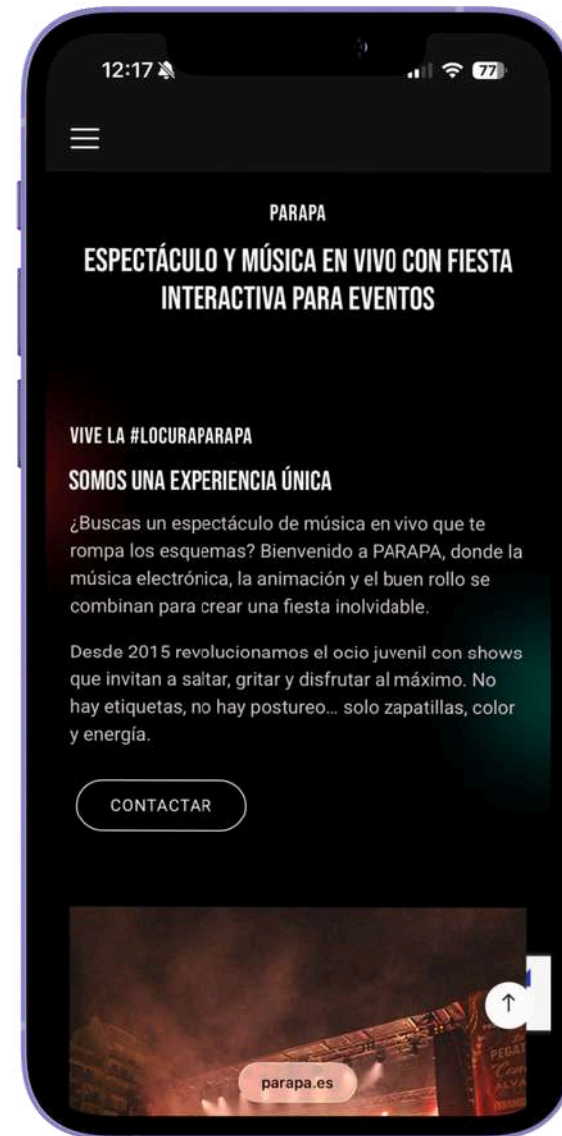 12:17
77
PARAPA
ESPECTÁCULO Y MÚSICA EN VIVO CON FIESTA
INTERACTIVA PARA EVENTOS
VIVE LA #LOCURAPARAPA
SOMOS UNA EXPERIENCIA ÚNICA
¿Buscas un espectáculo de música en vivo que te
rompa los esquemas? Bienvenido a PARAPA, donde la
música electrónica, la animación y el buen rollo se
combinan para crear una fiesta inolvidable.
Desde 2015 revolucionamos el ocio juvenil con shows
que invitan a saltar, gritar y disfrutar al máximo. No
hay etiquetas, no hay postureo... solo zapatillas, color
y energía.
CONTACTAR
parapa.es